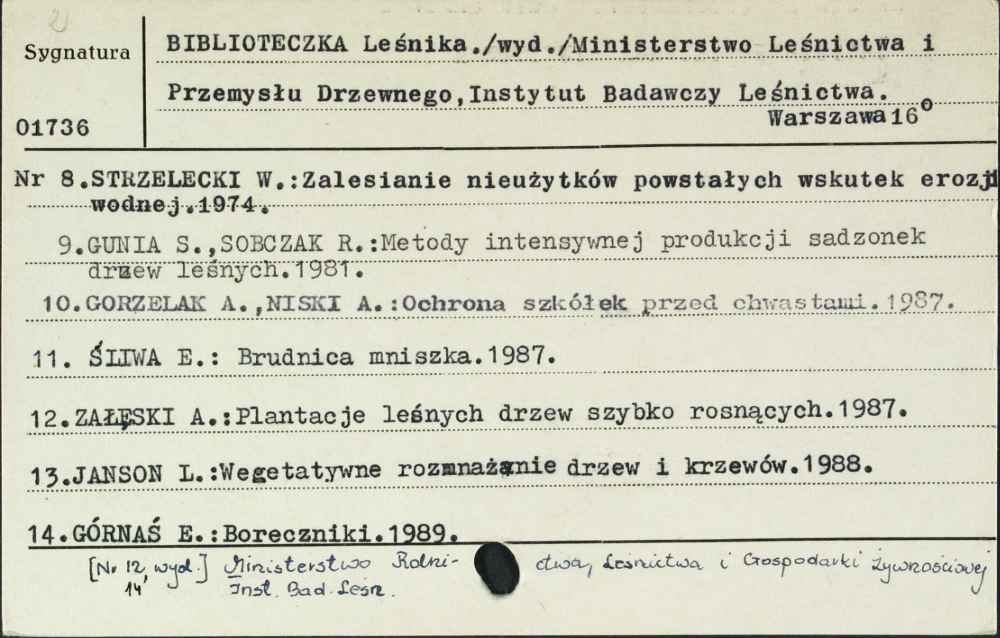 Sygnatura
01736
BIBLIOTECZKA Leśnika./wyd./Ministerstwo Leśnictwa i
Przemysłu Drzewnego,Instytut Badawczy Leśnictwa.
Warszawa 16°
Nr 8.STRZELECKI W.:Zalesianie nieużytków powstałych wskutek erozji
wodnej.1974.
9.GUNIA S.,SOBCZAK R.:Metody intensywnej produkcji sadzonek
drzew leśnych.1981.
10.GORZELAK A.,NISKI A.:Ochrona szkółek przed chwastami.1987.
11. ŚLIWA E.: Brudnica mniszka.1987.
12.ZAŁĘSKI A.:Plantacje leśnych drzew szybko rosnących.1987.
13.JANSON L.:Wegetatywne rozmnażanie drzew i krzewów.1988.
14.GÓRNAŚ E.:Boreczniki.1989.
[Nr 12, wyd.] Ministerstwo Rolni- ctwa, Leśnictwa i Gospodarki Żywnościowej
14 Inst. Bad. Leśn.